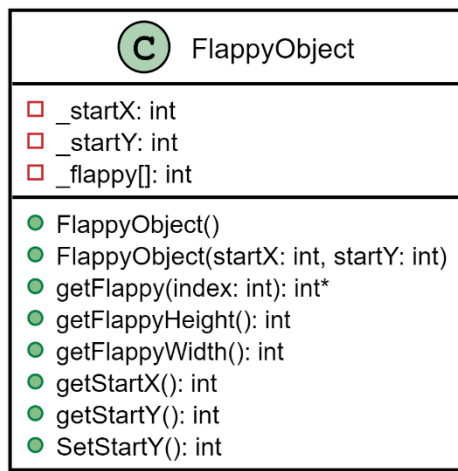 C FlappyObject
_startX: int
_startY: int
_flappy[]: int
FlappyObject()
FlappyObject(startX: int, startY: int)
getFlappy(index: int): int*
getFlappyHeight(): int
getFlappyWidth(): int
getStartX(): int
getStartY(): int
SetStartY(): int